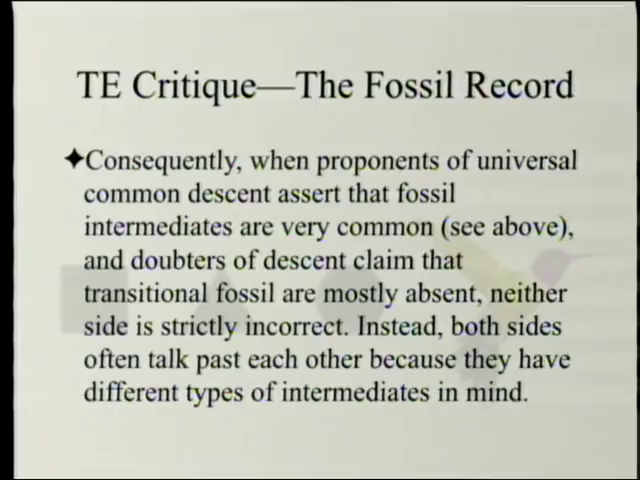 TE Critique—The Fossil Record
✦Consequently, when proponents of universal
common descent assert that fossil
intermediates are very common (see above),
and doubters of descent claim that
transitional fossil are mostly absent, neither
side is strictly incorrect. Instead, both sides
often talk past each other because they have
different types of intermediates in mind.